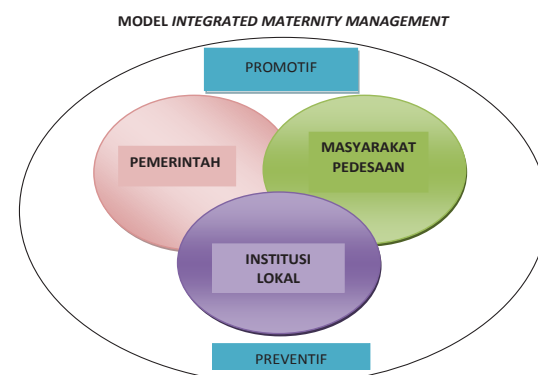 MODEL INTEGRATED MATERNITY MANAGEMENT
PROMOTIF
PEMERINTAH
MASYARAKAT
PEDESAAN
INSTITUSI
LOKAL
PREVENTIF